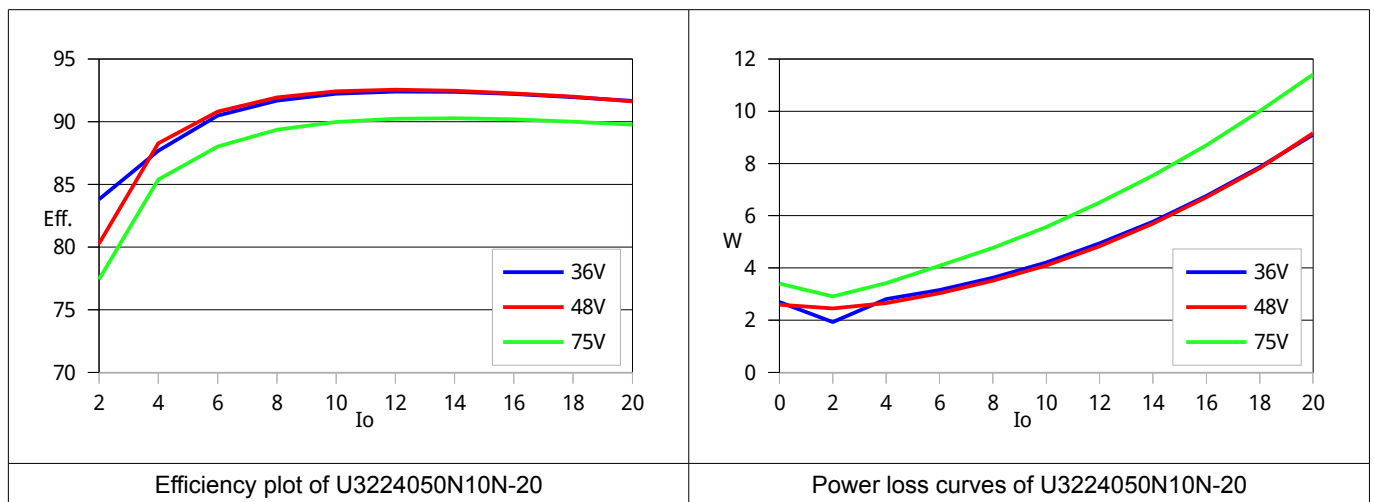 95
90
85
Eff.
80
75
70
2 4 6 8 10 12 14 16 18 20
Io
36V
48V
75V
12
10
8
6
W
4
2
0
0 2 4 6 8 10 12 14 16 18 20
Io
36V
48V
75V
Efficiency plot of U3224050N10N-20
Power loss curves of U3224050N10N-20